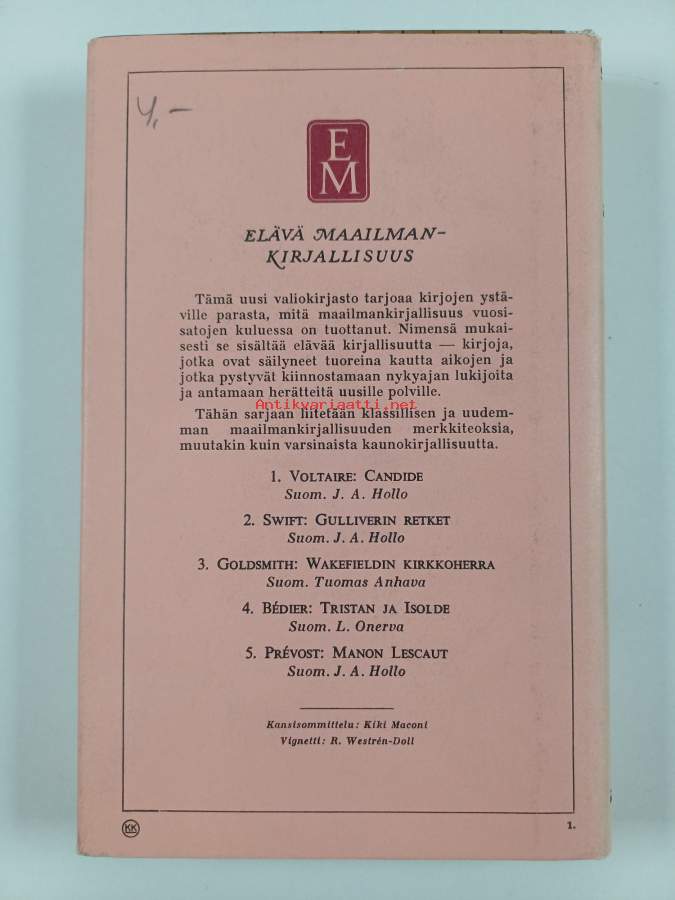 4,-
E
M
ELÄVÄ MAAILMAN-
KIRJALLISUUS
Tämä uusi valiokirjasto tarjoaa kirjojen ystä-
ville parasta, mitä maailmankirjallisuus vuosi-
satojen kuluessa on tuottanut. Nimensä mukai-
sesti se sisältää elävää kirjallisuutta — kirjoja,
jotka ovat säilyneet tuoreina kautta aikojen ja
jotka pystyvät kiinnostamaan nykyajan lukijoita
ja antamaan herätteitä uusille polville.
Antikvariaatti.net
Tähän sarjaan liitetään klassillisen ja uudem-
man maailmankirjallisuuden merkkiteoksia,
muutakin kuin varsinaista kaunokirjallisuutta.
1. VOLTAIRE: CANDIDE
Suom. J. A. Hollo
2. SWIFT: GULLIVERIN RETKET
Suom. J. A. Hollo
3. GOLDSMITH: WAKEFIELDIN KIRKKOHERRA
Suom. Tuomas Anhava
4. BÉDIER: TRISTAN JA ISOLDE
Suom. L. Onerva
5. PRÉVOST: MANON LESCAUT
Suom. J. A. Hollo
Kansisommittelu: Kiki Maconi
Vignetti: R. Westrén-Doll
KK
1.